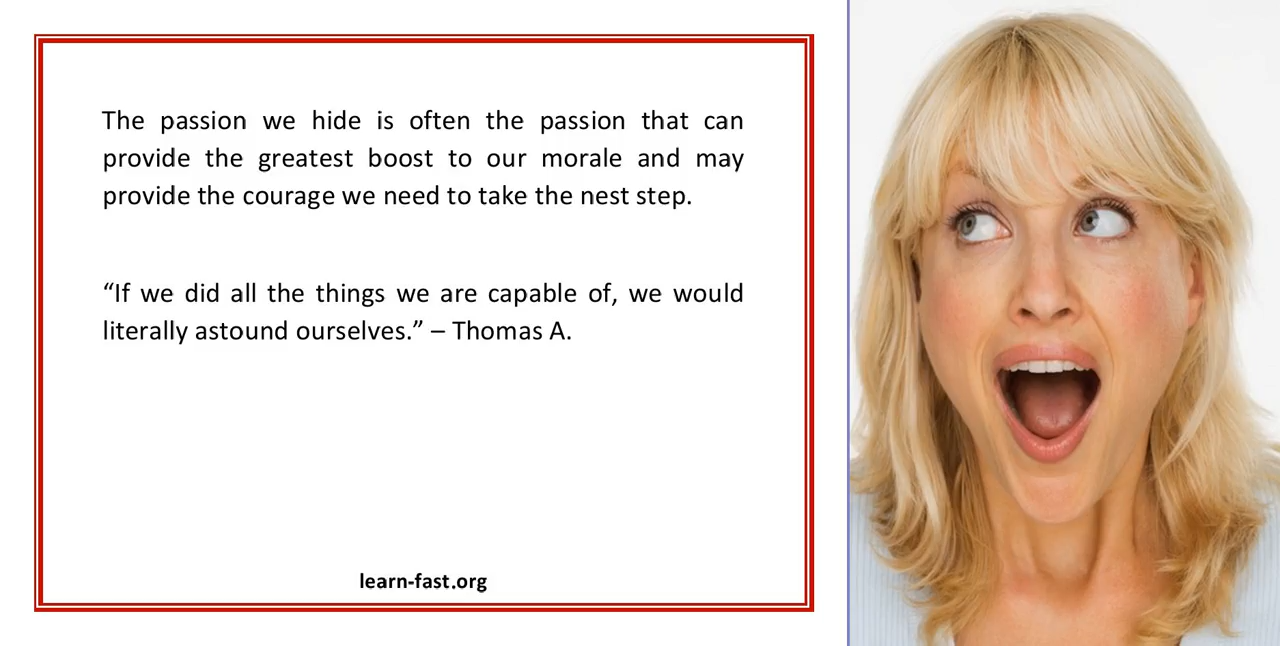 The passion we hide is often the passion that can
provide the greatest boost to our morale and may
provide the courage we need to take the nest step.
“If we did all the things we are capable of, we would
literally astound ourselves.” – Thomas A.
learn-fast.org